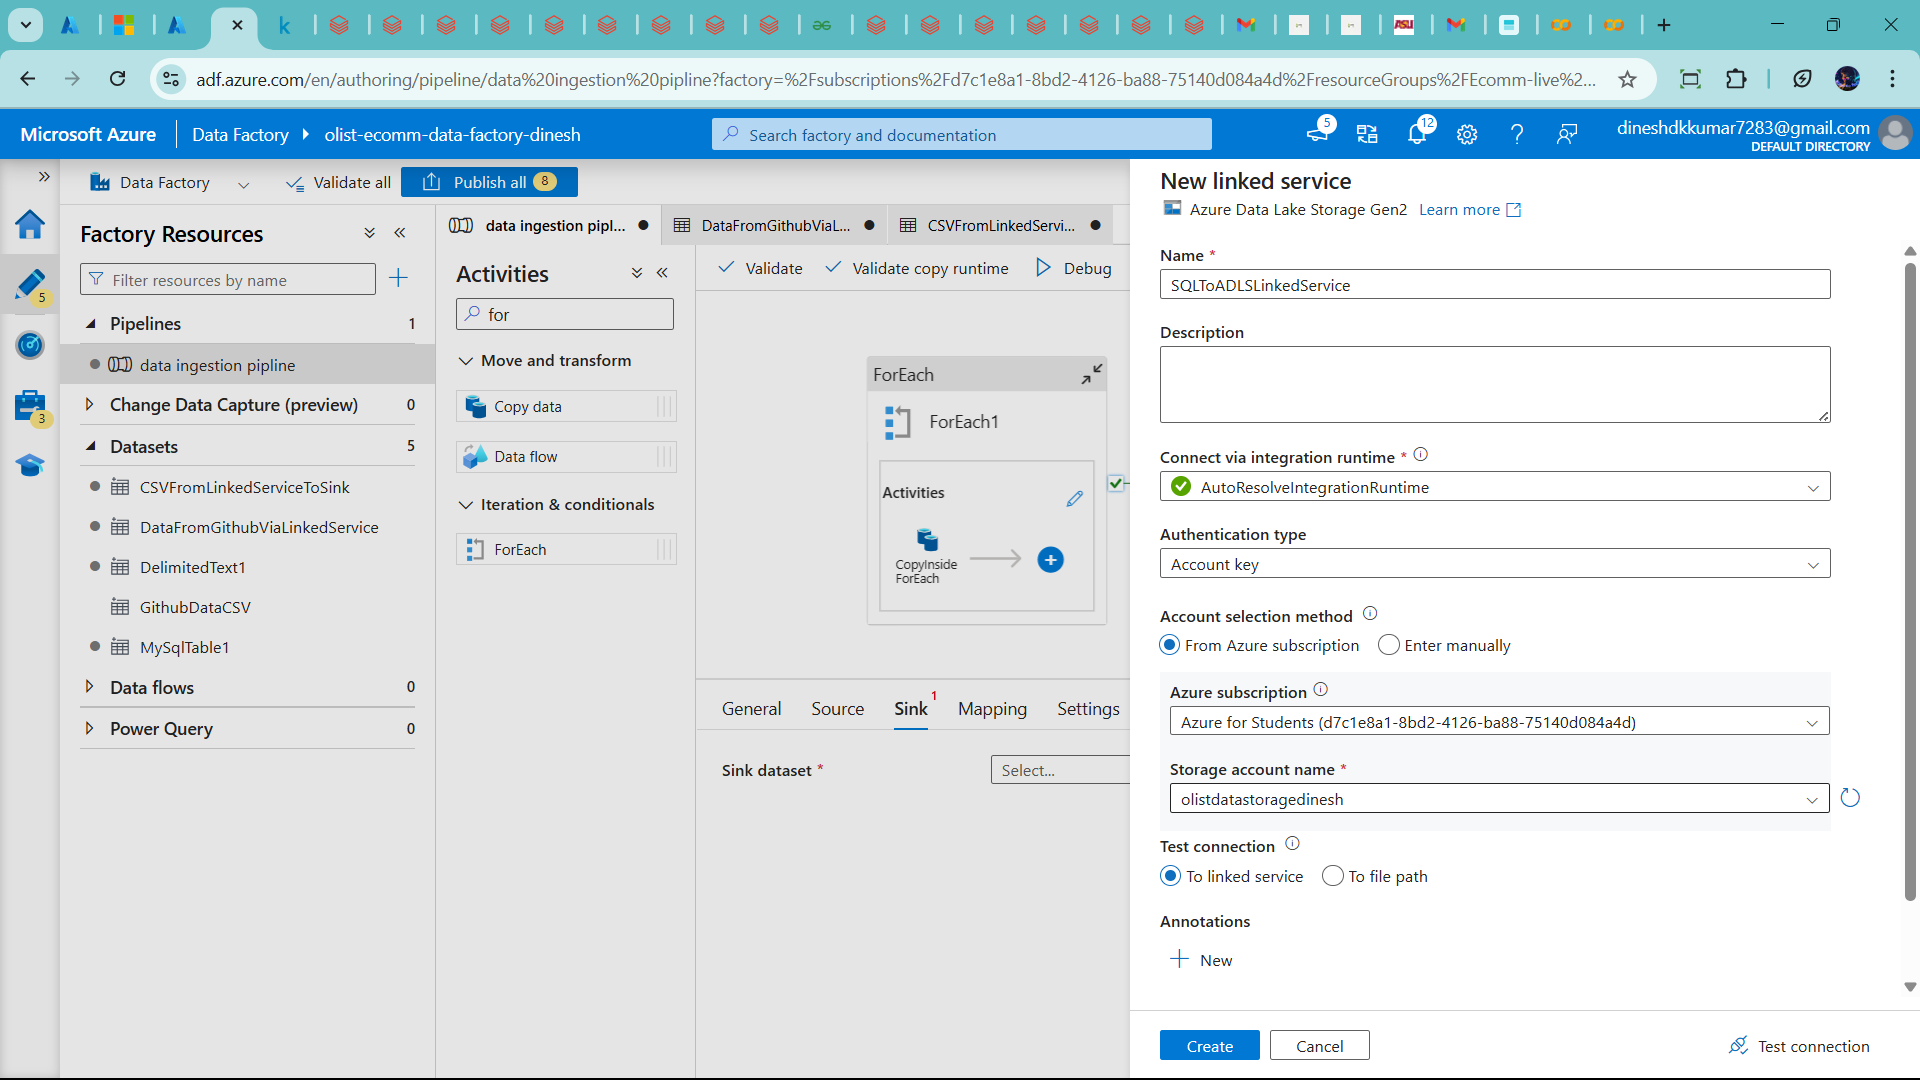 adf.azure.com/en/authoring/pipeline/data%20ingestion%20pipline?factory=%2Fsubscriptions%2Fd7c1e8a1-8bd2-4126-ba88-75140d084a4d%2FresourceGroups%2FEcomm-live%2...
Microsoft Azure
Data Factory
olist-ecomm-data-factory-dinesh
Search factory and documentation
5
12
dineshdkkumar7283@gmail.com
DEFAULT DIRECTORY
Data Factory
Validate all
Publish all 8
Factory Resources
Filter resources by name
5
3
Pipelines 1
data ingestion pipline
Change Data Capture (preview) 0
Datasets 5
CSVFromLinkedServiceToSink
DataFromGithubViaLinkedService
DelimitedText1
GithubDataCSV
MySqlTable1
Data flows 0
Power Query 0
data ingestion pipl...
DataFromGithubViaL...
CSVFromLinkedServi...
Activities
for
Move and transform
Copy data
Data flow
Iteration & conditionals
ForEach
Validate
Validate copy runtime
Debug
ForEach
ForEach1
Activities
CopyInside
ForEach
General
Source
Sink 1
Mapping
Settings
Sink dataset *
Select...
New linked service
Azure Data Lake Storage Gen2 Learn more
Name *
SQLToADLSLinkedService
Description
Connect via integration runtime *
AutoResolveIntegrationRuntime
Authentication type
Account key
Account selection method
From Azure subscription
Enter manually
Azure subscription
Azure for Students (d7c1e8a1-8bd2-4126-ba88-75140d084a4d)
Storage account name *
olistdatastoragedinesh
Test connection
To linked service
To file path
Annotations
New
Create
Cancel
Test connection